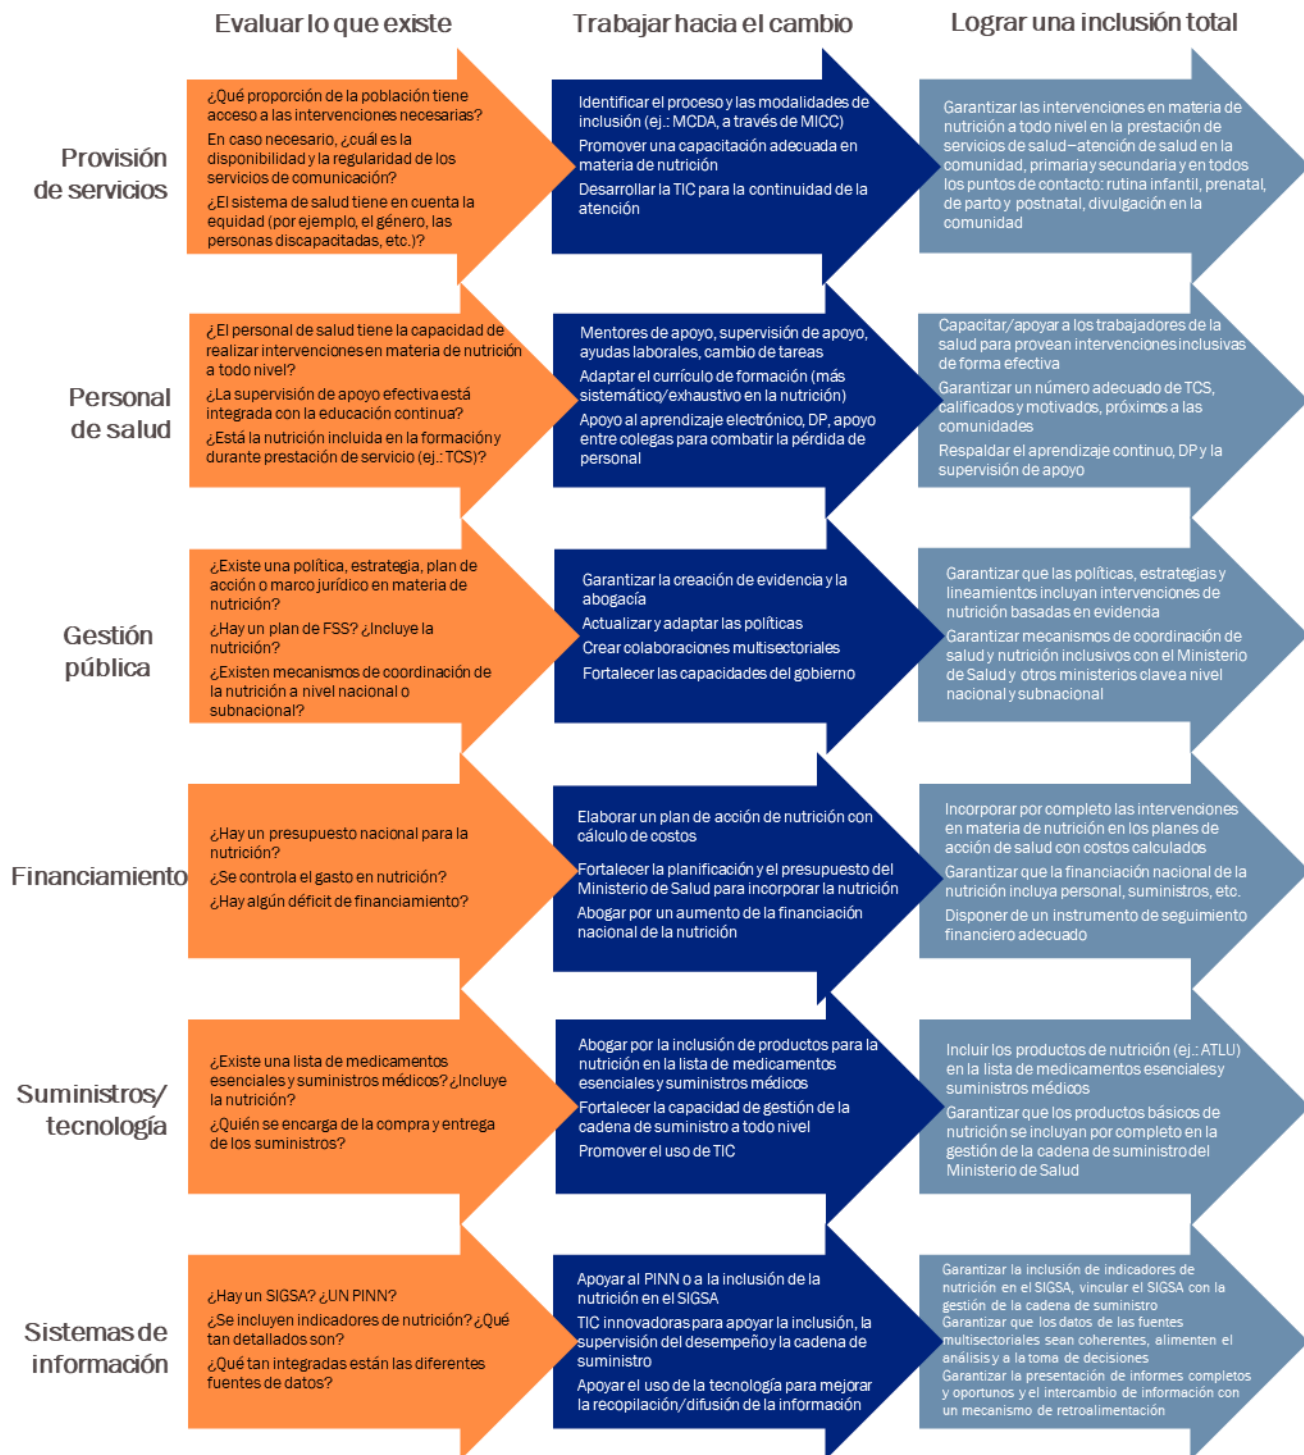 Evaluar lo que existe
Trabajar hacia el cambio
Lograr una inclusión total
Provisión
de servicios
¿Qué proporción de la población tiene
acceso a las intervenciones necesarias?
En caso necesario, ¿cuál es la
disponibilidad y la regularidad de los
servicios de comunicación?
¿El sistema de salud tiene en cuenta la
equidad (por ejemplo, el género, las
personas discapacitadas, etc.)?
Identificar el proceso y las modalidades de
inclusión (ej.: MCDA, a través de MICC)
Promover una capacitación adecuada en
materia de nutrición
Desarrollar la TIC para la continuidad de la
atención
Garantizar las intervenciones en materia de
nutrición a todo nivel en la prestación de
servicios de salud—atención de salud en la
comunidad, primaria y secundaria y en todos
los puntos de contacto: rutina infantil, prenatal,
de parto y postnatal, divulgación en la
comunidad
Personal
de salud
¿El personal de salud tiene la capacidad de
realizar intervenciones en materia de nutrición
a todo nivel?
¿La supervisión de apoyo efectiva está
integrada con la educación continua?
¿Está la nutrición incluida en la formación y
durante prestación de servicio (ej.: TCS)?
Mentores de apoyo, supervisión de apoyo,
ayudas laborales, cambio de tareas
Adaptar el currículo de formación (más
sistemático/exhaustivo en la nutrición)
Apoyo al aprendizaje electrónico, DP, apoyo
entre colegas para combatir la pérdida de
personal
Capacitar/apoyar a los trabajadores de la
salud para provean intervenciones inclusivas
de forma efectiva
Garantizar un número adecuado de TCS,
calificados y motivados, próximos a las
comunidades
Respaldar el aprendizaje continuo, DP y la
supervisión de apoyo
Gestión
pública
¿Existe una política, estrategia, plan de
acción o marco jurídico en materia de
nutrición?
¿Hay un plan de FSS? ¿Incluye la
nutrición?
¿Existen mecanismos de coordinación de
la nutrición a nivel nacional o
subnacional?
Garantizar la creación de evidencia y la
abogacía
Actualizar y adaptar las políticas
Crear colaboraciones multisectoriales
Fortalecer las capacidades del gobierno
Garantizar que las políticas, estrategias y
lineamientos incluyan intervenciones de
nutrición basadas en evidencia
Garantizar mecanismos de coordinación de
salud y nutrición inclusivos con el Ministerio
de Salud y otros ministerios clave a nivel
nacional y subnacional
Financiamiento
¿Hay un presupuesto nacional para la
nutrición?
¿Se controla el gasto en nutrición?
¿Hay algún déficit de financiamiento?
Elaborar un plan de acción de nutrición con
cálculo de costos
Fortalecer la planificación y el presupuesto del
Ministerio de Salud para incorporar la nutrición
Abogar por un aumento de la financiación
nacional de la nutrición
Incorporar por completo las intervenciones
en materia de nutrición en los planes de
acción de salud con costos calculados
Garantizar que la financiación nacional de la
nutrición incluya personal, suministros, etc.
Disponer de un instrumento de seguimiento
financiero adecuado
Suministros/
tecnología
¿Existe una lista de medicamentos
esenciales y suministros médicos? ¿Incluye
la nutrición?
¿Quién se encarga de la compra y entrega
de los suministros?
Abogar por la inclusión de productos para la
nutrición en la lista de medicamentos
esenciales y suministros médicos
Fortalecer la capacidad de gestión de la
cadena de suministro a todo nivel
Promover el uso de TIC
Incluir los productos de nutrición (ej.: ATLU)
en la lista de medicamentos esenciales y
suministros médicos
Garantizar que los productos básicos de
nutrición se incluyan por completo en la
gestión de la cadena de suministro del
Ministerio de Salud
Sistemas de
información
¿Hay un SIGSA? ¿UN PINN?
¿Se incluyen indicadores de nutrición? ¿Qué
tan detallados son?
¿Qué tan integradas están las diferentes
fuentes de datos?
Apoyar al PINN o a la inclusión de la
nutrición en el SIGSA
TIC innovadoras para apoyar la inclusión, la
supervisión del desempeño y la cadena de
suministro
Apoyar el uso de la tecnología para mejorar
la recopilación/difusión de la información
Garantizar la inclusión de indicadores de
nutrición en el SIGSA, vincular el SIGSA con la
gestión de la cadena de suministro
Garantizar que los datos de las fuentes
multisectoriales sean coherentes, alimenten el
análisis y a la toma de decisiones
Garantizar la presentación de informes completos
y oportunos y el intercambio de información con
un mecanismo de retroalimentación